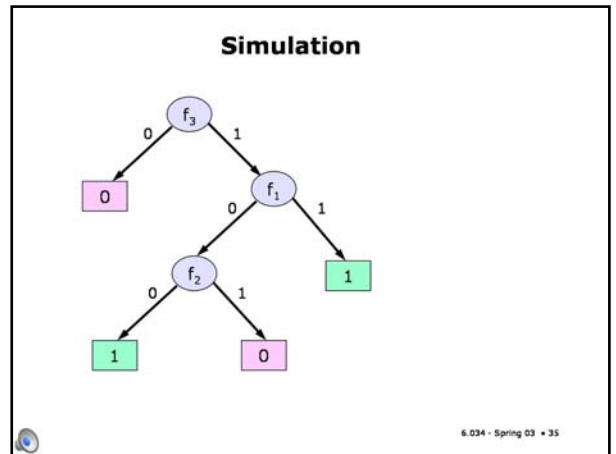 Simulation
f₃
0 1
0
f₁
0 1
f₂
1
0 1
1 0
6.034 - Spring 03 • 35